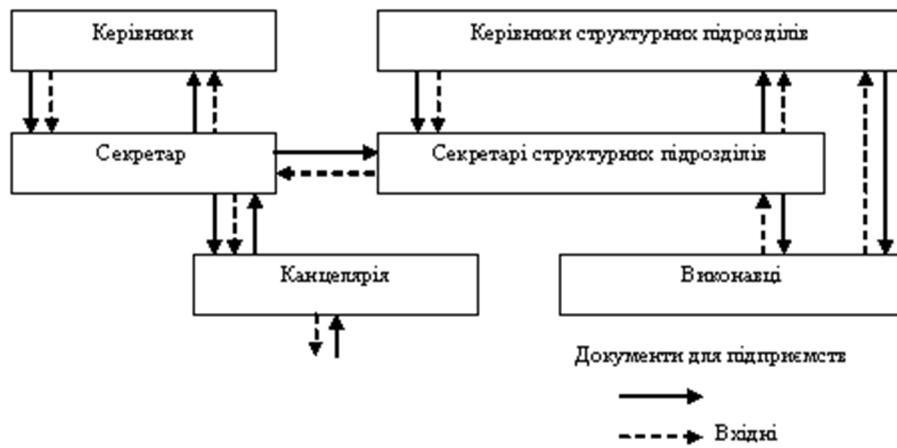 Керівники
Керівники структурних підрозділів
Секретар
Секретарі структурних підрозділів
Канцелярія
Виконавці
Документи для підприємств
Вхідні